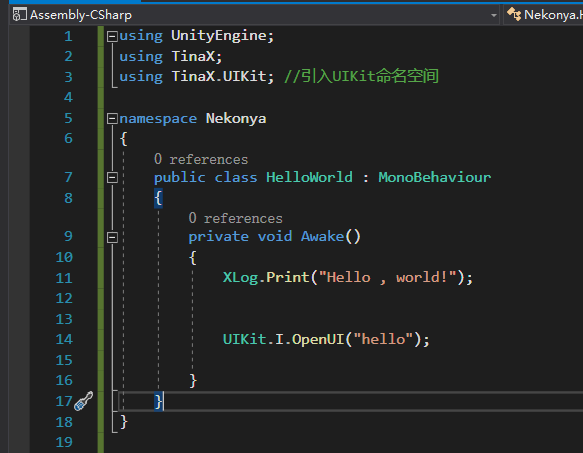 Assembly-CSharp
Nekonya.H
1 using UnityEngine;
2 using TinaX;
3 using TinaX.UIKit; //引入UIKit命名空间
4
5 namespace Nekonya
6 {
0 references
7 public class HelloWorld : MonoBehaviour
8 {
0 references
9 private void Awake()
10 {
11 XLog.Print("Hello , world!");
12
13
14 UIKit.I.OpenUI("hello");
15
16 }
17 }
18 }
19